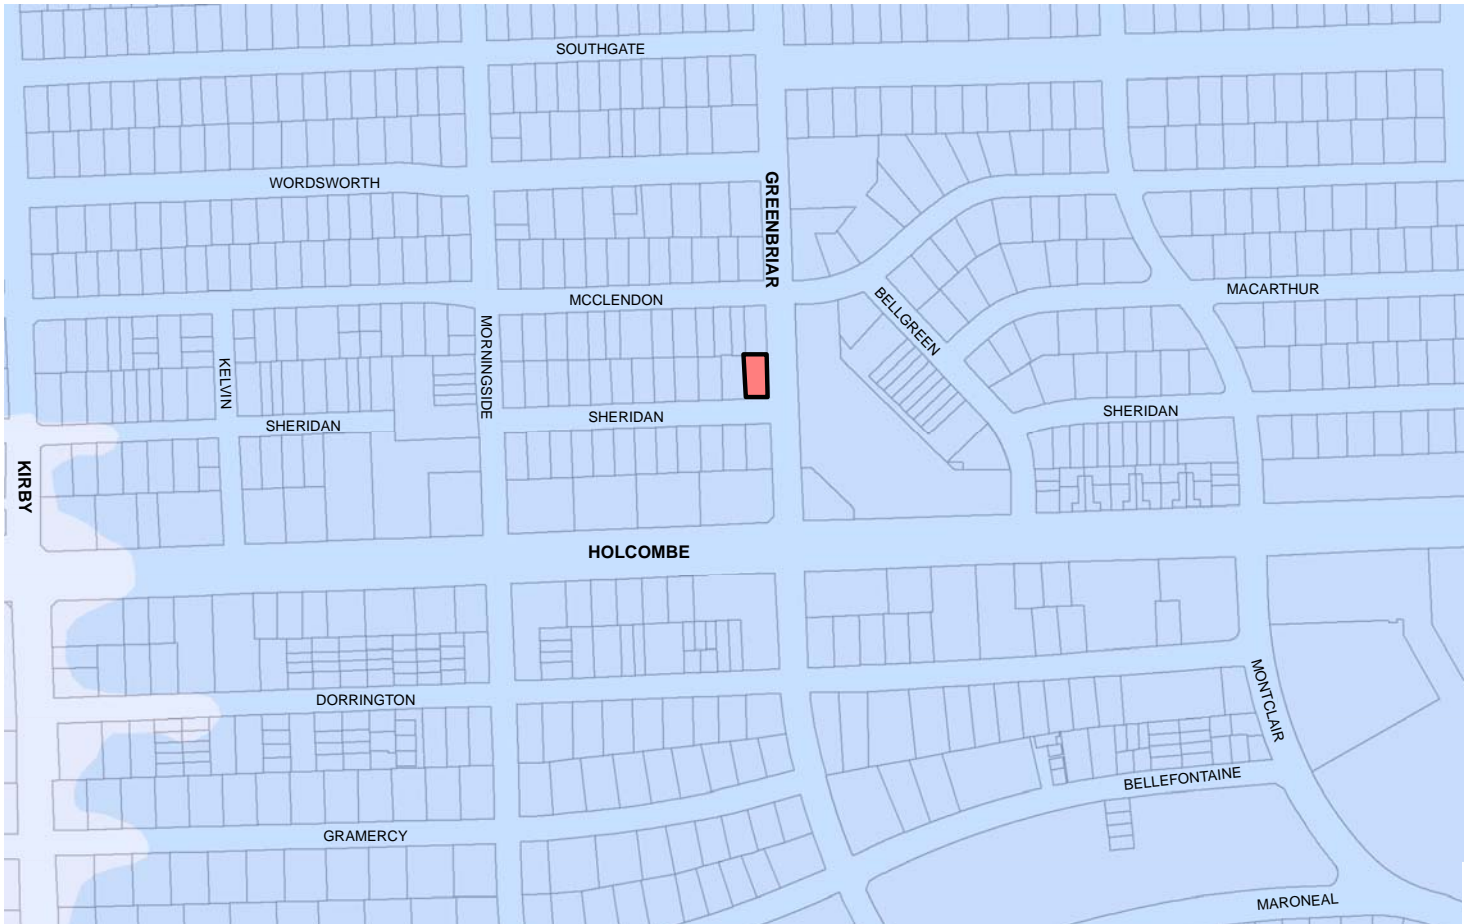 SOUTHGATE
WORDSWORTH
GREENBRIAR
MCCLENDON
BELLGREEN
MACARTHUR
MORNINGSIDE
KELVIN
SHERIDAN
SHERIDAN
SHERIDAN
KIRBY
HOLCOMBE
DORRINGTON
MONTCLAIR
BELLEFONTAINE
GRAMERCY
MARONEAL